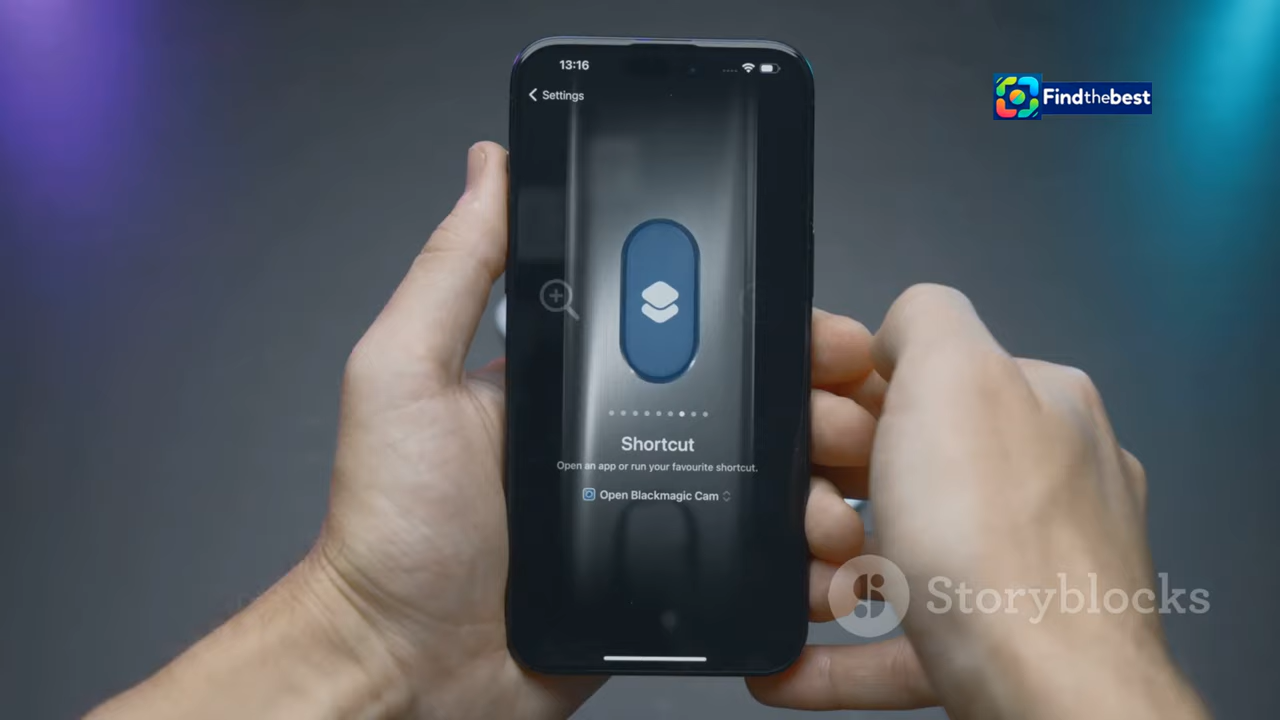 13:16
Settings
Findthebest
Shortcut
Open an app or run your favourite shortcut.
Open Blackmagic Cam
Storyblocks